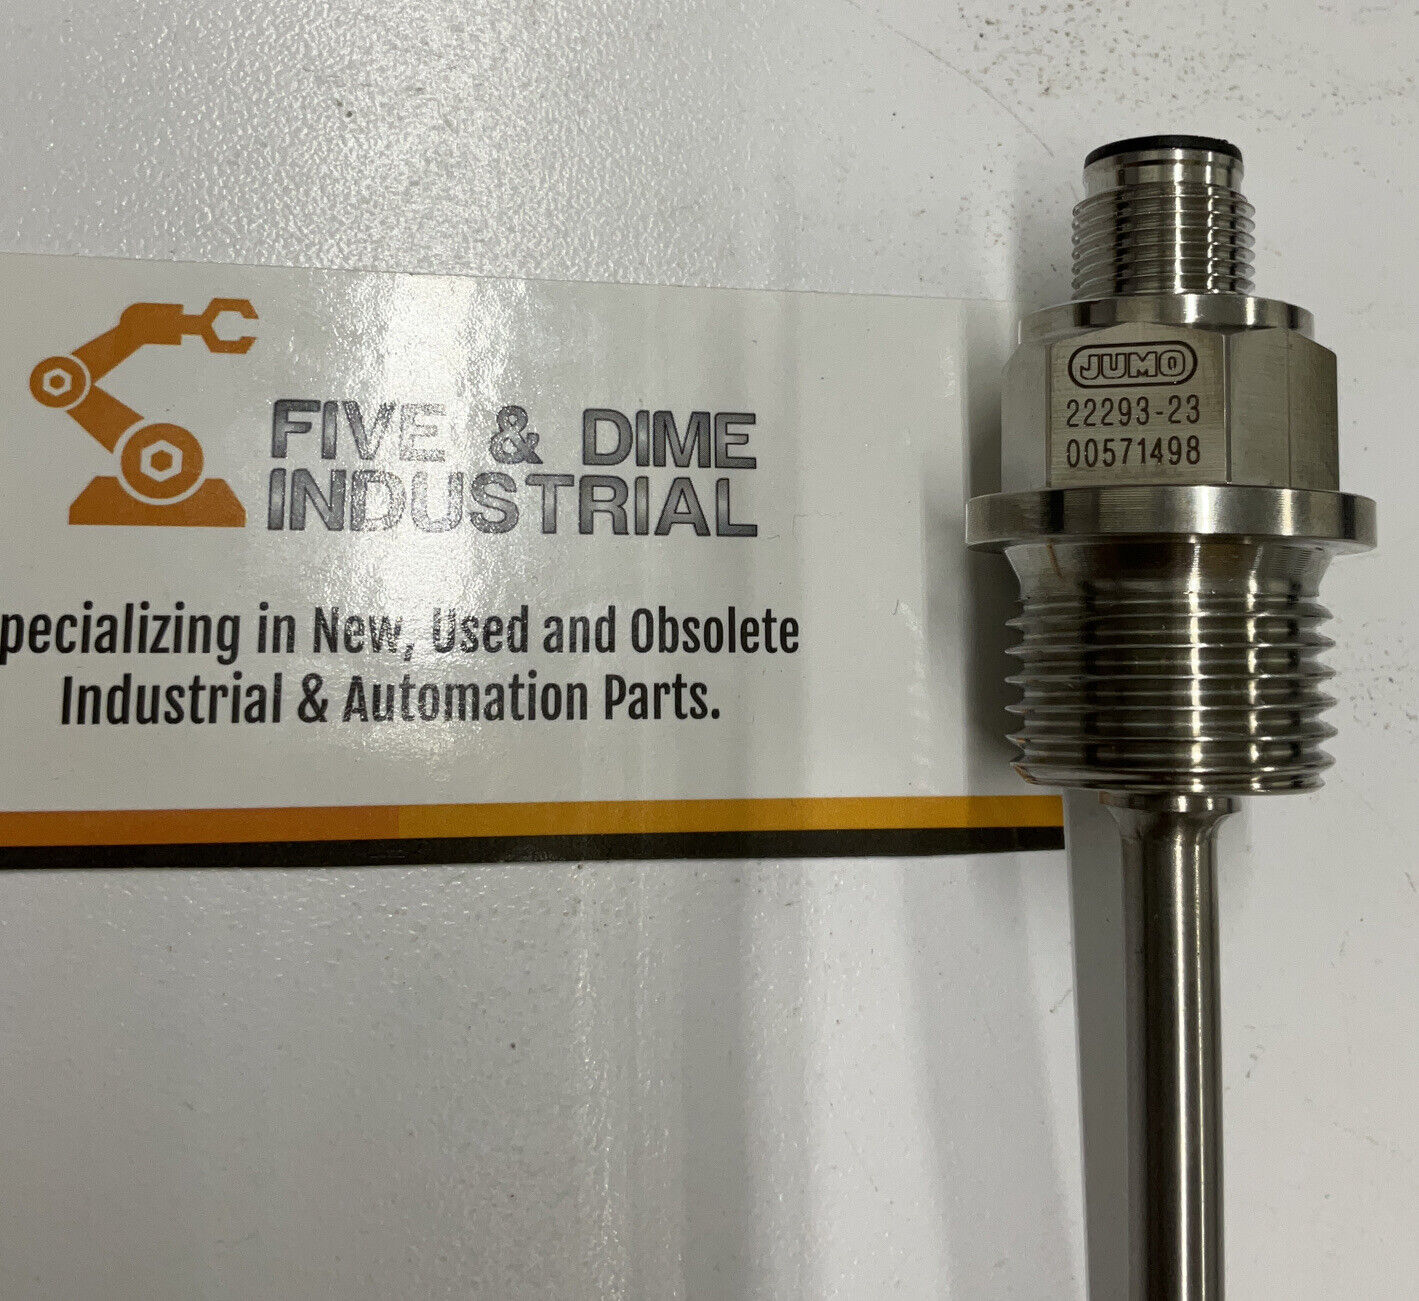 FIVE & DIME
INDUSTRIAL
pecializing in New, Used and Obsolete
Industrial & Automation Parts.
JUMO
22293-23
00571498